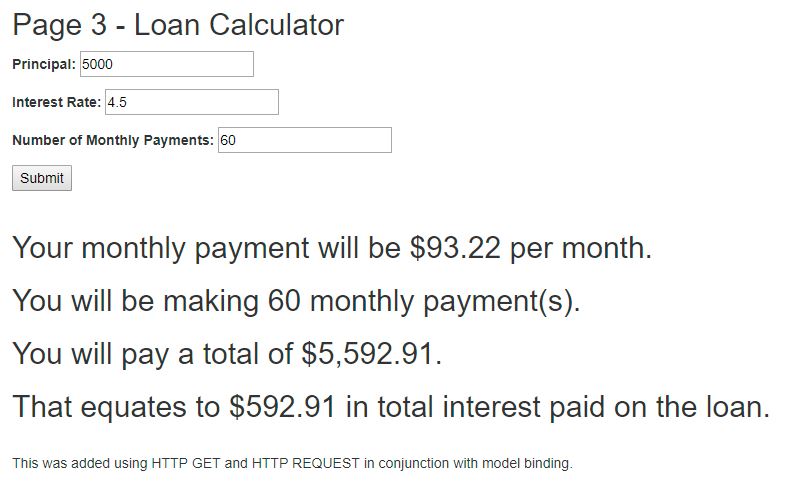 Page 3 - Loan Calculator
Principal: 5000
Interest Rate: 4.5
Number of Monthly Payments: 60
Submit
Your monthly payment will be $93.22 per month.
You will be making 60 monthly payment(s).
You will pay a total of $5,592.91.
That equates to $592.91 in total interest paid on the loan.
This was added using HTTP GET and HTTP REQUEST in conjunction with model binding.